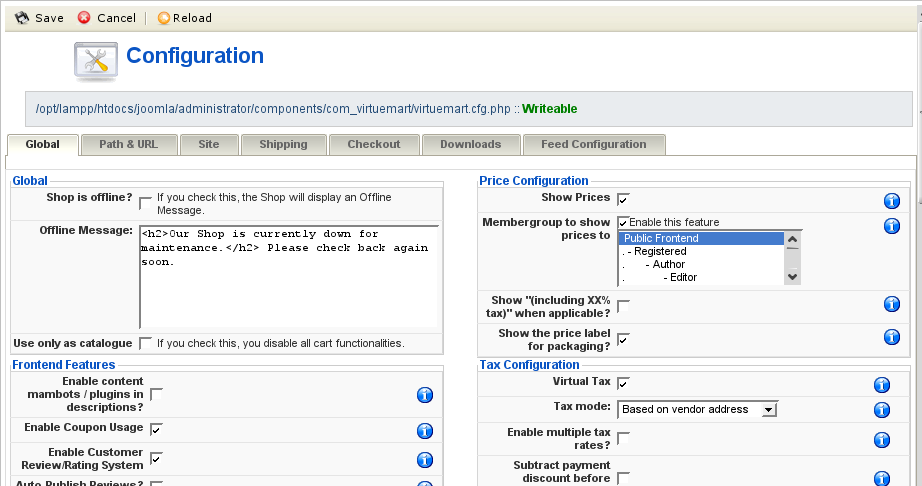 Save Cancel Reload
Configuration
/opt/lampp/htdocs/joomla/administrator/components/com_virtuemart/virtuemart.cfg.php :: Writeable
Global Path & URL Site Shipping Checkout Downloads Feed Configuration
Global
Shop is offline? If you check this, the Shop will display an Offline
Message.
Offline Message: <h2>Our Shop is currently down for
maintenance.</h2> Please check back again
soon.
Use only as catalogue If you check this, you disable all cart functionalities.
Frontend Features
Enable content
mambots / plugins in
descriptions?
Enable Coupon Usage
Enable Customer
Review/Rating System
Auto-Publish Reviews?
Price Configuration
Show Prices
Membergroup to show
prices to
Enable this feature
Public Frontend
. - Registered
. - Author
. - Editor
Show "(including XX%
tax)" when applicable?
Show the price label
for packaging?
Tax Configuration
Virtual Tax
Tax mode: Based on vendor address
Enable multiple tax
rates?
Subtract payment
discount before